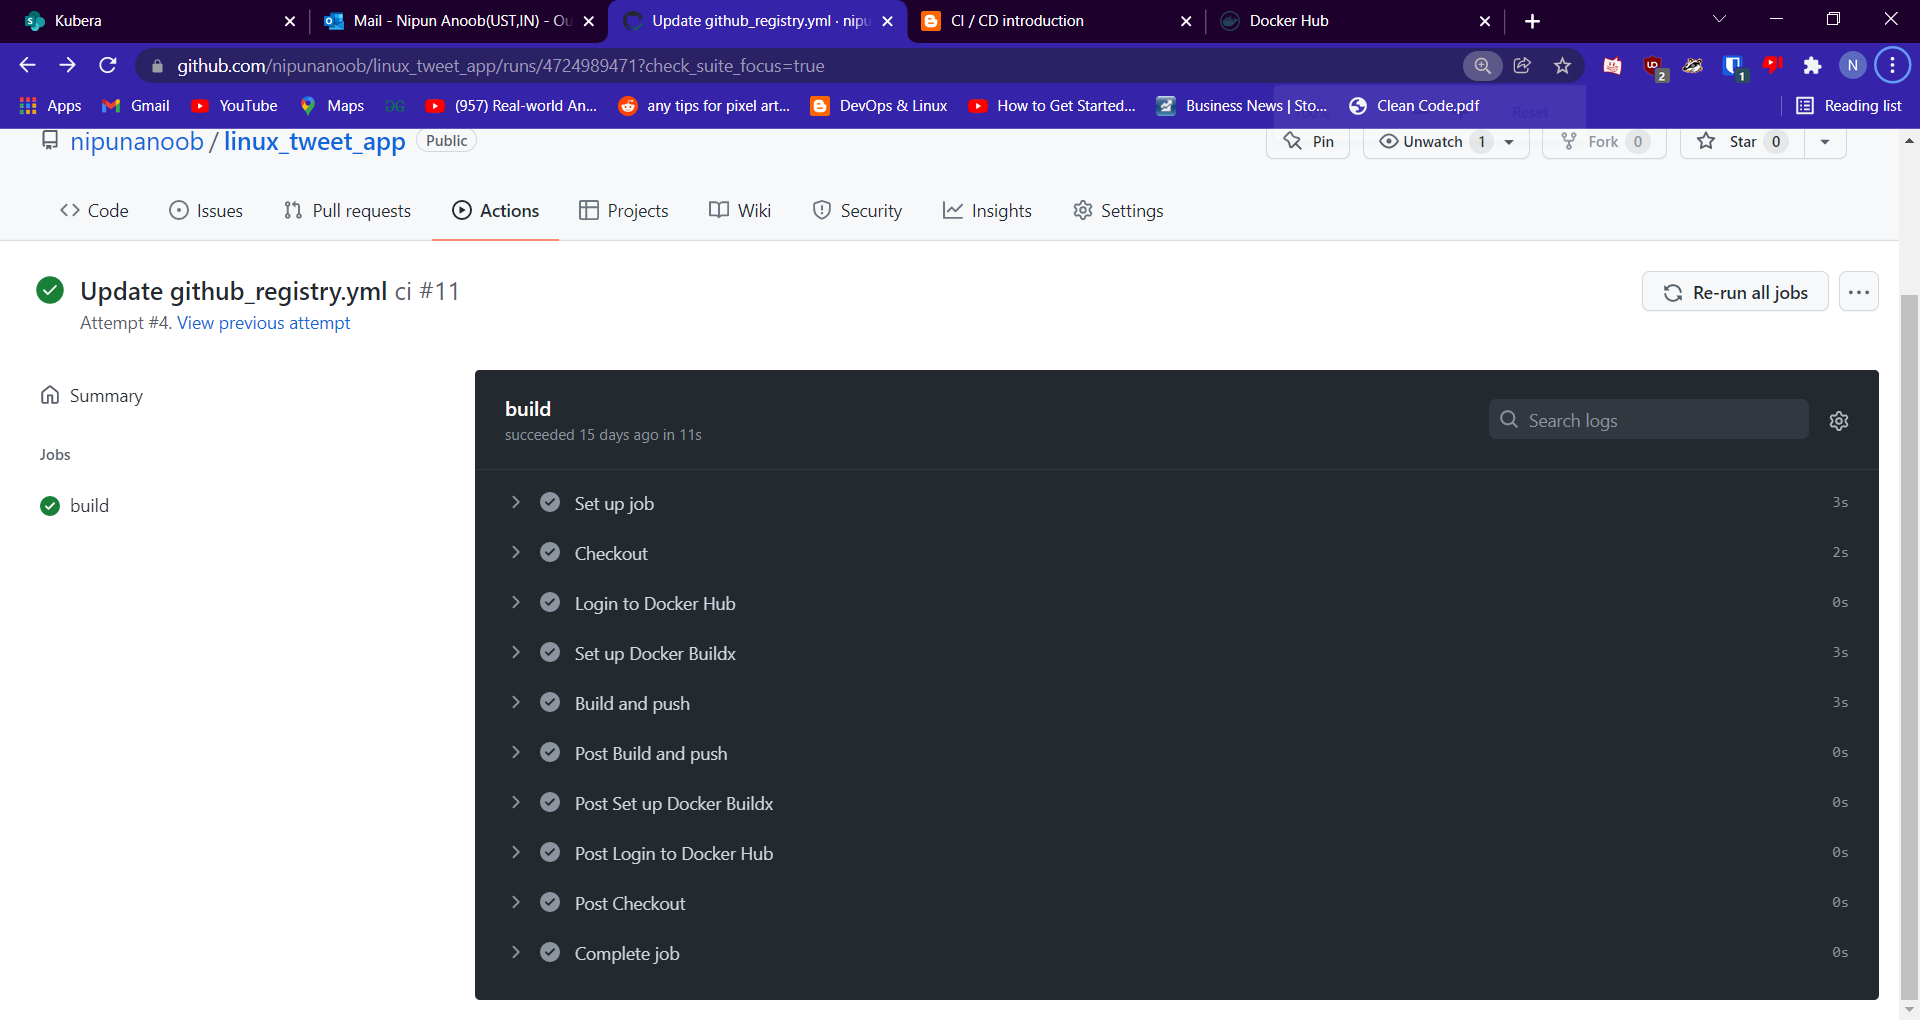 Kubera
Mail - Nipun Anoob(UST,IN) - Ou
Update github_registry.yml · nipu
CI / CD introduction
Docker Hub
github.com/nipunanoob/linux_tweet_app/runs/4724989471?check_suite_focus=true
2
1
N
Apps
Gmail
YouTube
Maps
(957) Real-world An...
any tips for pixel art...
DevOps & Linux
How to Get Started...
Business News | Sto...
Clean Code.pdf
Reset
Reading list
nipunanoob / linux_tweet_app
Public
Pin
Unwatch 1
Fork 0
Star 0
Code
Issues
Pull requests
Actions
Projects
Wiki
Security
Insights
Settings
Update github_registry.yml ci #11
Attempt #4. View previous attempt
Re-run all jobs
Summary
Jobs
build
build
succeeded 15 days ago in 11s
Search logs
Set up job 3s
Checkout 2s
Login to Docker Hub 0s
Set up Docker Buildx 3s
Build and push 3s
Post Build and push 0s
Post Set up Docker Buildx 0s
Post Login to Docker Hub 0s
Post Checkout 0s
Complete job 0s